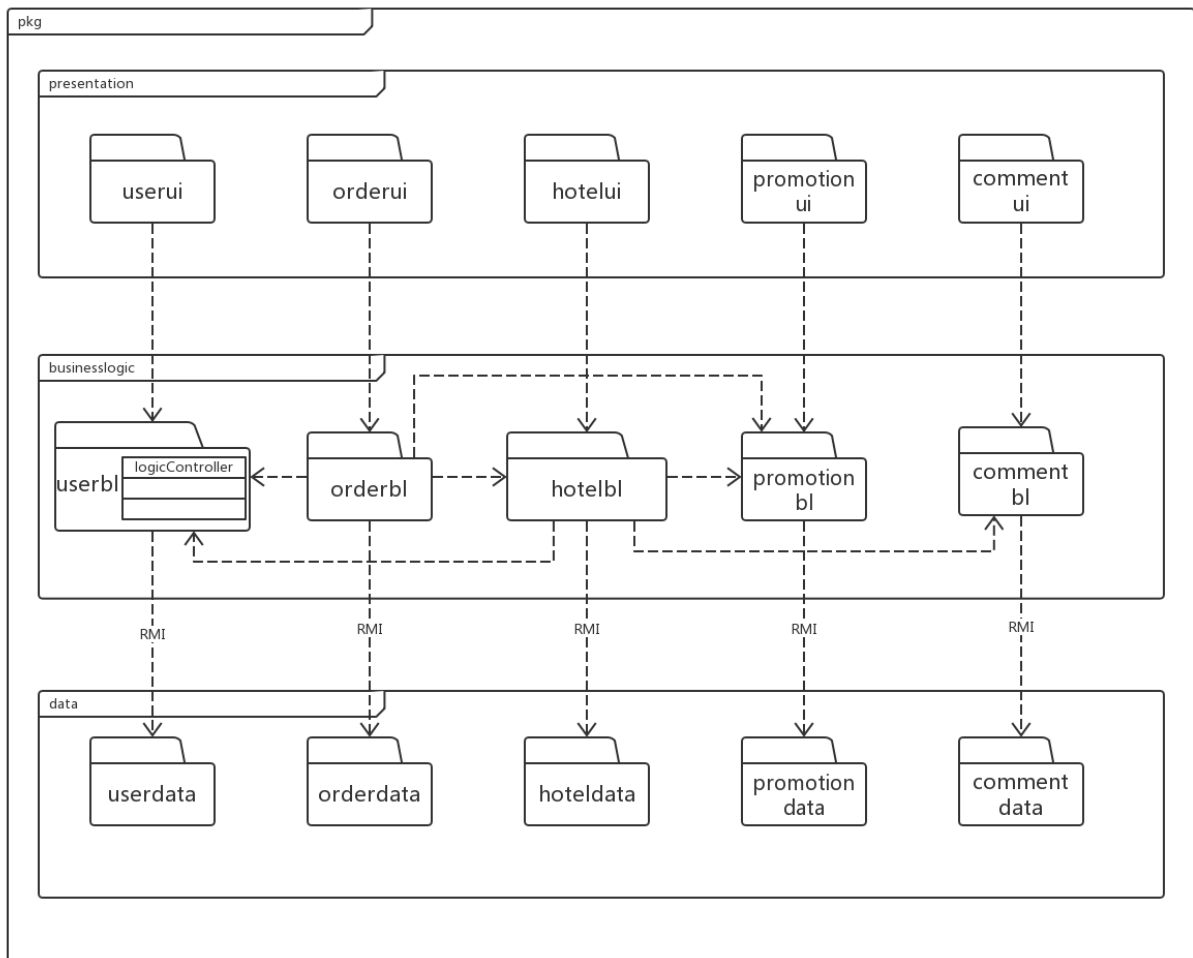 pkg
presentation
userui
orderui
hotelui
promotion
ui
comment
ui
businesslogic
logicController
userbl
orderbl
hotelbl
promotion
bl
comment
bl
RMI
RMI
RMI
RMI
RMI
data
userdata
orderdata
hoteldata
promotion
data
comment
data